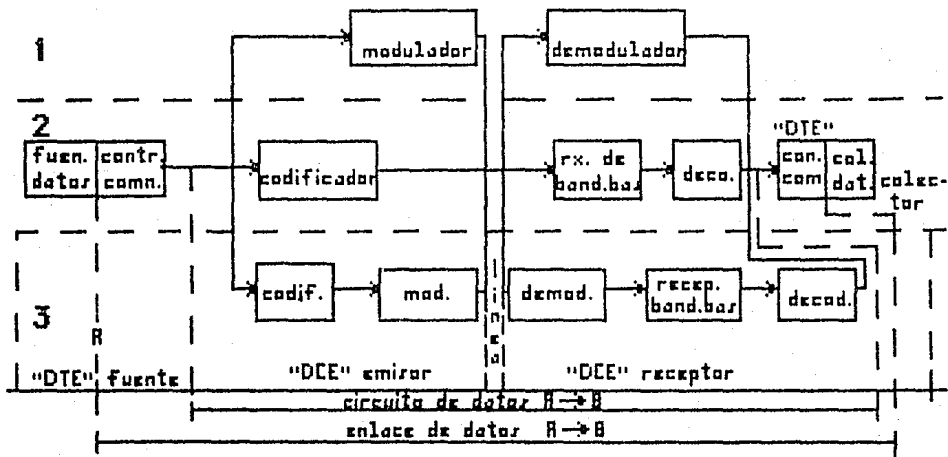 1
modulador
demodulador
2
fuen. datos
contr. comn.
codificador
rx. de band.bas
deco.
"DTE"
con. com
col. dat.
colec-
tor
3
codif.
mod.
linea
demod.
recep. band.bas
decod.
A
"DTE" fuente
"DCE" emisor
"DCE" receptor
circuito de datos A → B
enlace de datos A → B